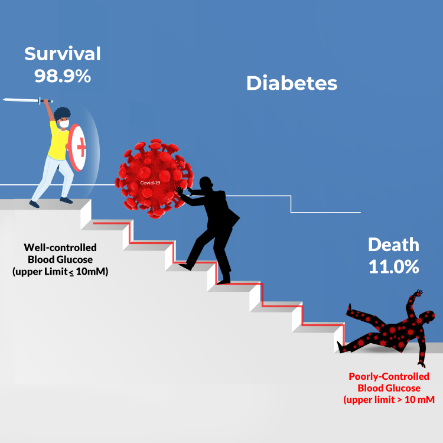 Survival
98.9%
Diabetes
Covid-19
Death
11.0%
Well-controlled
Blood Glucose
(upper Limit ≤ 10mM)
Poorly-Controlled
Blood Glucose
(upper limit > 10 mM